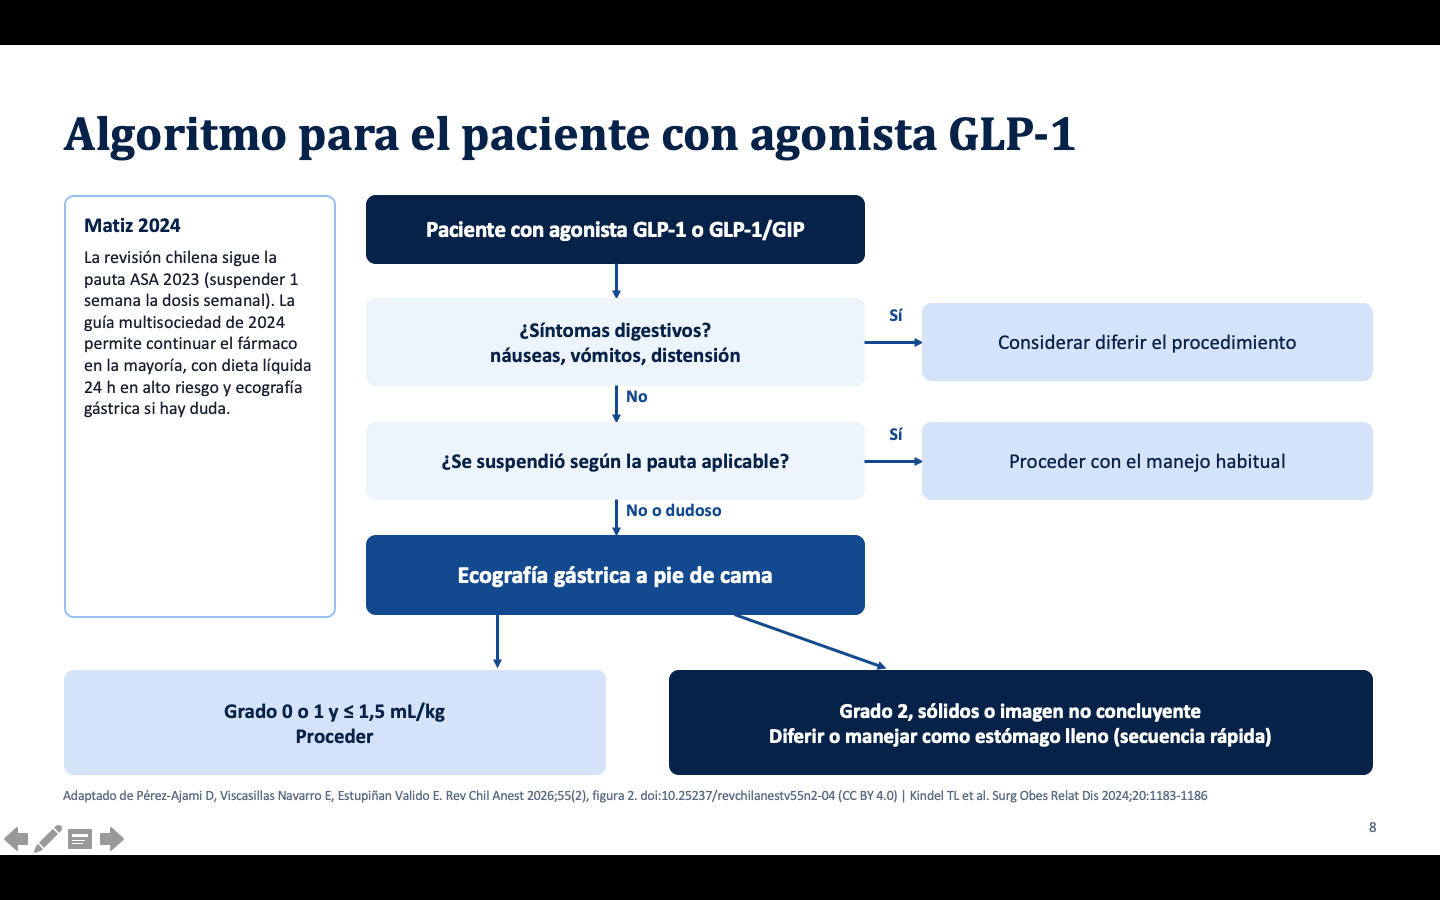 Algoritmo para el paciente con agonista GLP-1
Matiz 2024
La revisión chilena sigue la
pauta ASA 2023 (suspender 1
semana la dosis semanal). La
guía multisociedad de 2024
permite continuar el fármaco
en la mayoría, con dieta líquida
24 h en alto riesgo y ecografía
gástrica si hay duda.
Paciente con agonista GLP-1 o GLP-1/GIP
¿Síntomas digestivos?
náuseas, vómitos, distensión
Sí
Considerar diferir el procedimiento
No
¿Se suspendió según la pauta aplicable?
Sí
Proceder con el manejo habitual
No o dudoso
Ecografía gástrica a pie de cama
Grado 0 o 1 y ≤ 1,5 mL/kg
Proceder
Grado 2, sólidos o imagen no concluyente
Diferir o manejar como estómago lleno (secuencia rápida)
Adaptado de Pérez-Ajami D, Viscasillas Navarro E, Estupiñan Valido E. Rev Chil Anest 2026;55(2), figura 2. doi:10.25237/revchilanestv55n2-04 (CC BY 4.0) | Kindel TL et al. Surg Obes Relat Dis 2024;20:1183-1186
8